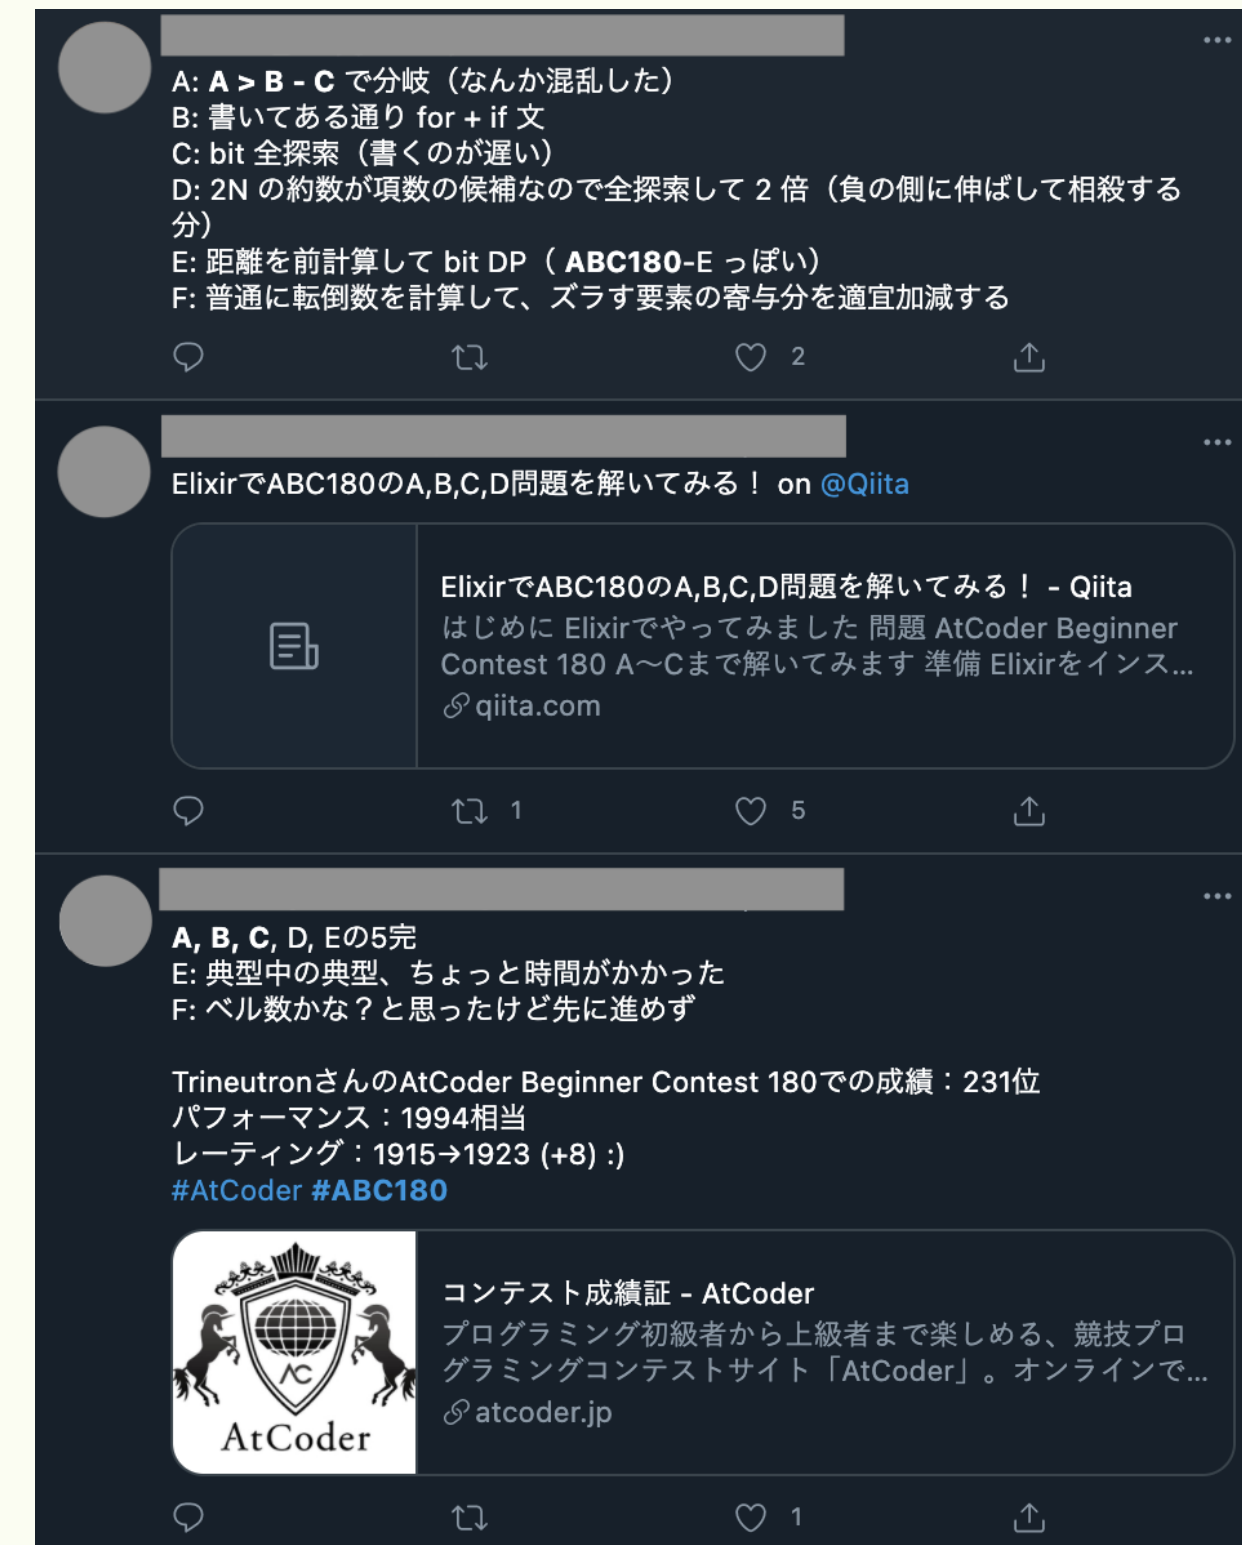 A: A > B - C で分岐（なんか混乱した）
B: 書いてある通り for + if 文
C: bit 全探索（書くのが遅い）
D: 2N の約数が項数の候補なので全探索して 2 倍（負の側に伸ばして相殺する
分）
E: 距離を前計算して bit DP（ ABC180-E っぽい）
F: 普通に転倒数を計算して、ズラす要素の寄与分を適宜加減する
2
ElixirでABC180のA,B,C,D問題を解いてみる！ on @Qiita
ElixirでABC180のA,B,C,D問題を解いてみる！ - Qiita
はじめに Elixirでやってみました 問題 AtCoder Beginner
Contest 180 A〜Cまで解いてみます 準備 Elixirをインス...
qiita.com
1 5
A, B, C, D, Eの5完
E: 典型中の典型、ちょっと時間がかかった
F: ベル数かな？と思ったけど先に進めず
TrineutronさんのAtCoder Beginner Contest 180での成績：231位
パフォーマンス：1994相当
レーティング：1915→1923 (+8) :)
#AtCoder #ABC180
コンテスト成績証 - AtCoder
プログラミング初級者から上級者まで楽しめる、競技プロ
グラミングコンテストサイト「AtCoder」。オンラインで...
atcoder.jp
AC
AtCoder
1